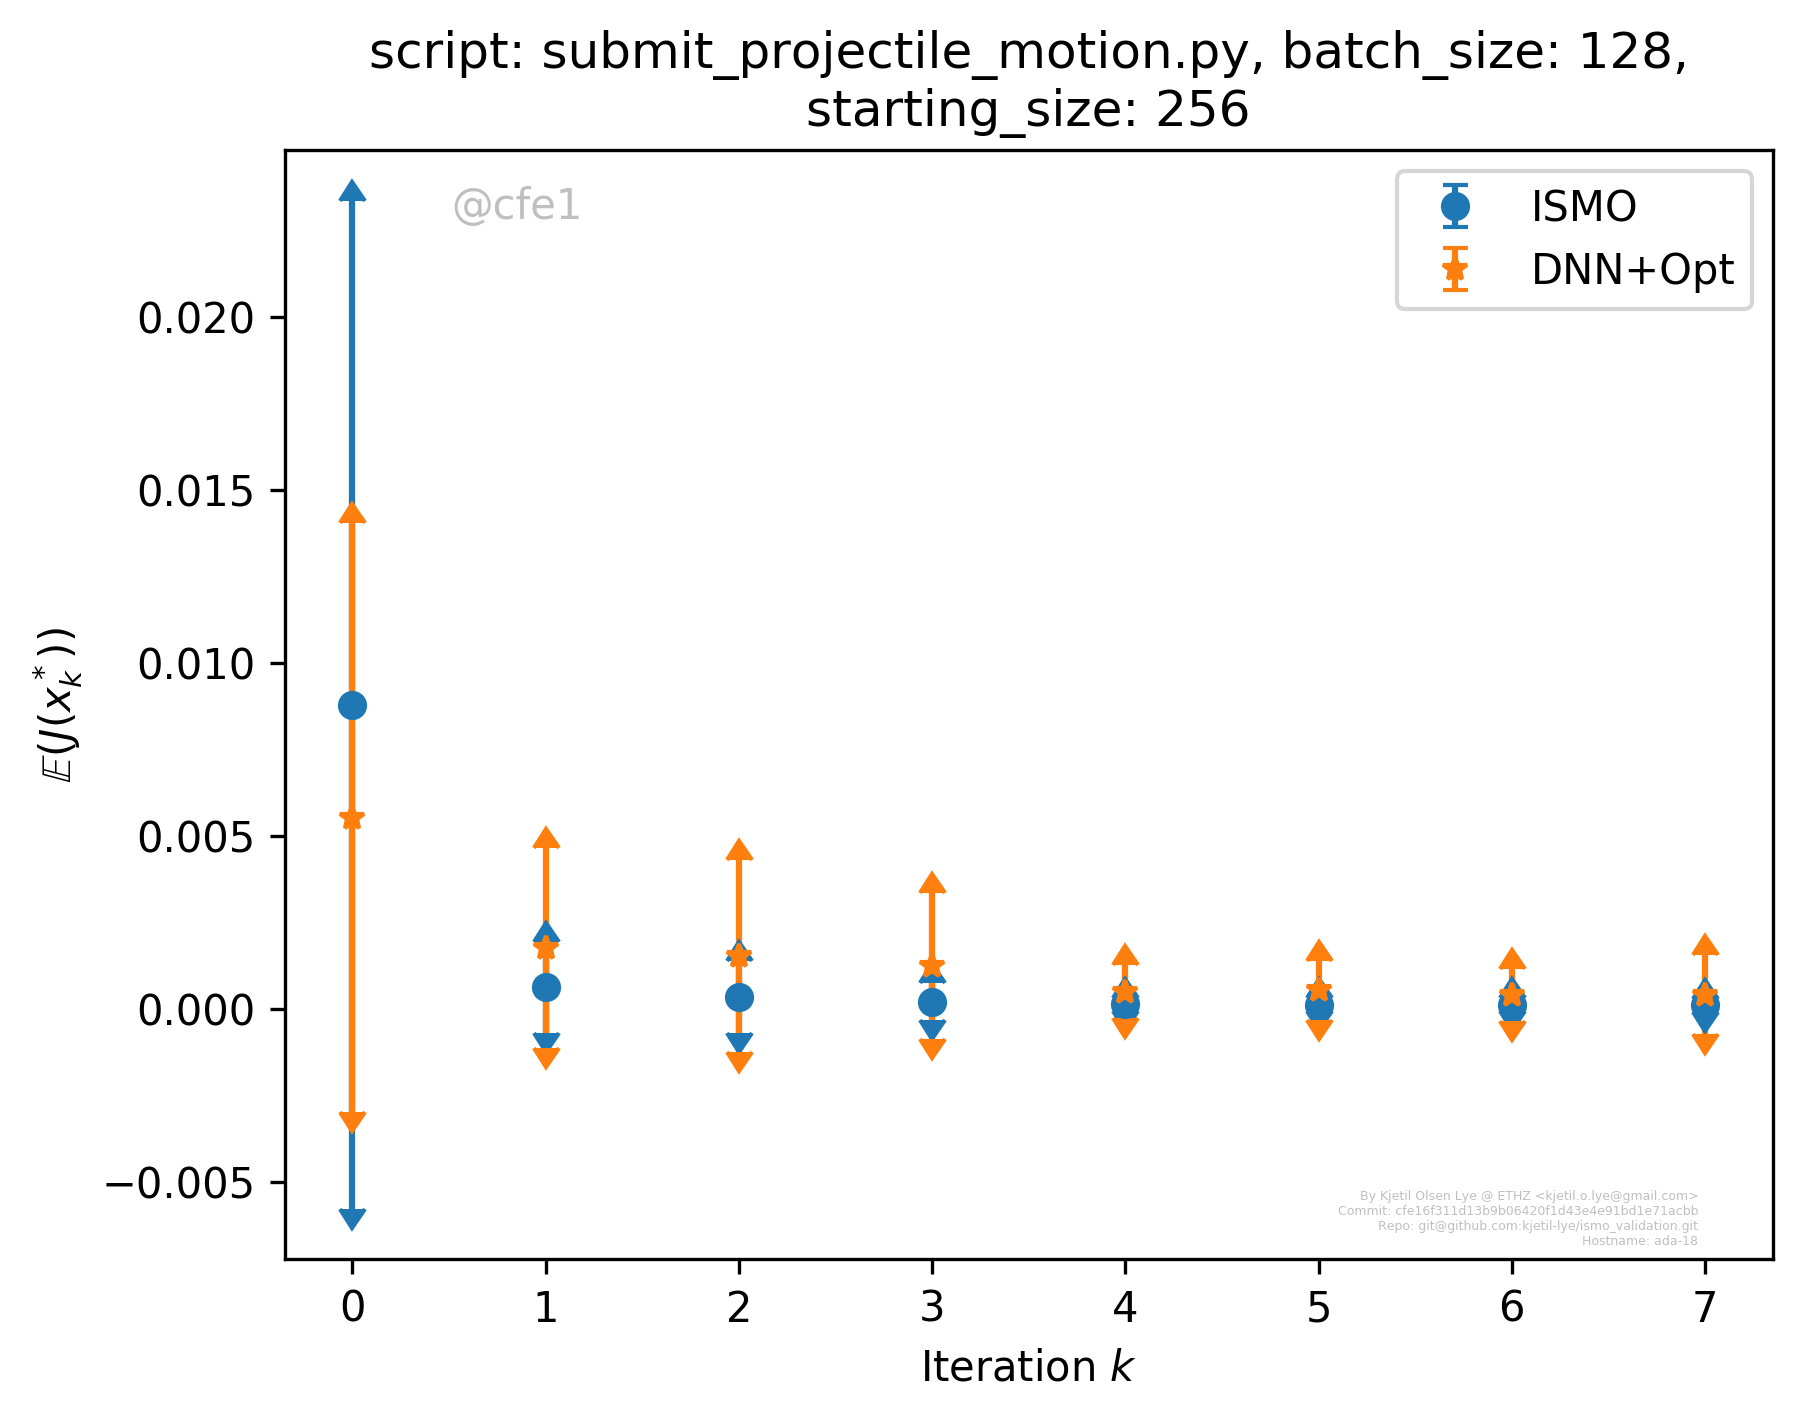 script: submit_projectile_motion.py, batch_size: 128,
starting_size: 256
@cfe1
ISMO
DNN+Opt
0.020
0.015
0.010
0.005
0.000
−0.005
𝔼(J(x*k))
By Kjetil Olsen Lye @ ETHZ <kjetil.o.lye@gmail.com>
Commit: cfe16f311d13b9b06420f1d43e4e91bd1e71acbb
Repo: git@github.com:kjetil-lye/ismo_validation.git
Hostname: ada-18
0 1 2 3 4 5 6 7
Iteration k